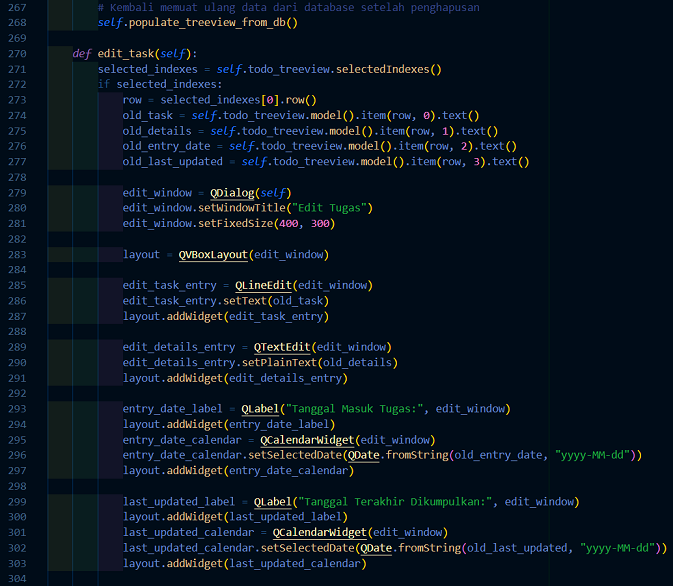 267 # Kembali memuat ulang data dari database setelah penghapusan
268 self.populate_treeview_from_db()
269
270 def edit_task(self):
271 selected_indexes = self.todo_treeview.selectedIndexes()
272 if selected_indexes:
273 row = selected_indexes[0].row()
274 old_task = self.todo_treeview.model().item(row, 0).text()
275 old_details = self.todo_treeview.model().item(row, 1).text()
276 old_entry_date = self.todo_treeview.model().item(row, 2).text()
277 old_last_updated = self.todo_treeview.model().item(row, 3).text()
278
279 edit_window = QDialog(self)
280 edit_window.setWindowTitle("Edit Tugas")
281 edit_window.setFixedSize(400, 300)
282
283 layout = QVBoxLayout(edit_window)
284
285 edit_task_entry = QLineEdit(edit_window)
286 edit_task_entry.setText(old_task)
287 layout.addWidget(edit_task_entry)
288
289 edit_details_entry = QTextEdit(edit_window)
290 edit_details_entry.setPlainText(old_details)
291 layout.addWidget(edit_details_entry)
292
293 entry_date_label = QLabel("Tanggal Masuk Tugas:", edit_window)
294 layout.addWidget(entry_date_label)
295 entry_date_calendar = QCalendarWidget(edit_window)
296 entry_date_calendar.setSelectedDate(QDate.fromString(old_entry_date, "yyyy-MM-dd"))
297 layout.addWidget(entry_date_calendar)
298
299 last_updated_label = QLabel("Tanggal Terakhir Dikumpulkan:", edit_window)
300 layout.addWidget(last_updated_label)
301 last_updated_calendar = QCalendarWidget(edit_window)
302 last_updated_calendar.setSelectedDate(QDate.fromString(old_last_updated, "yyyy-MM-dd"))
303 layout.addWidget(last_updated_calendar)
304